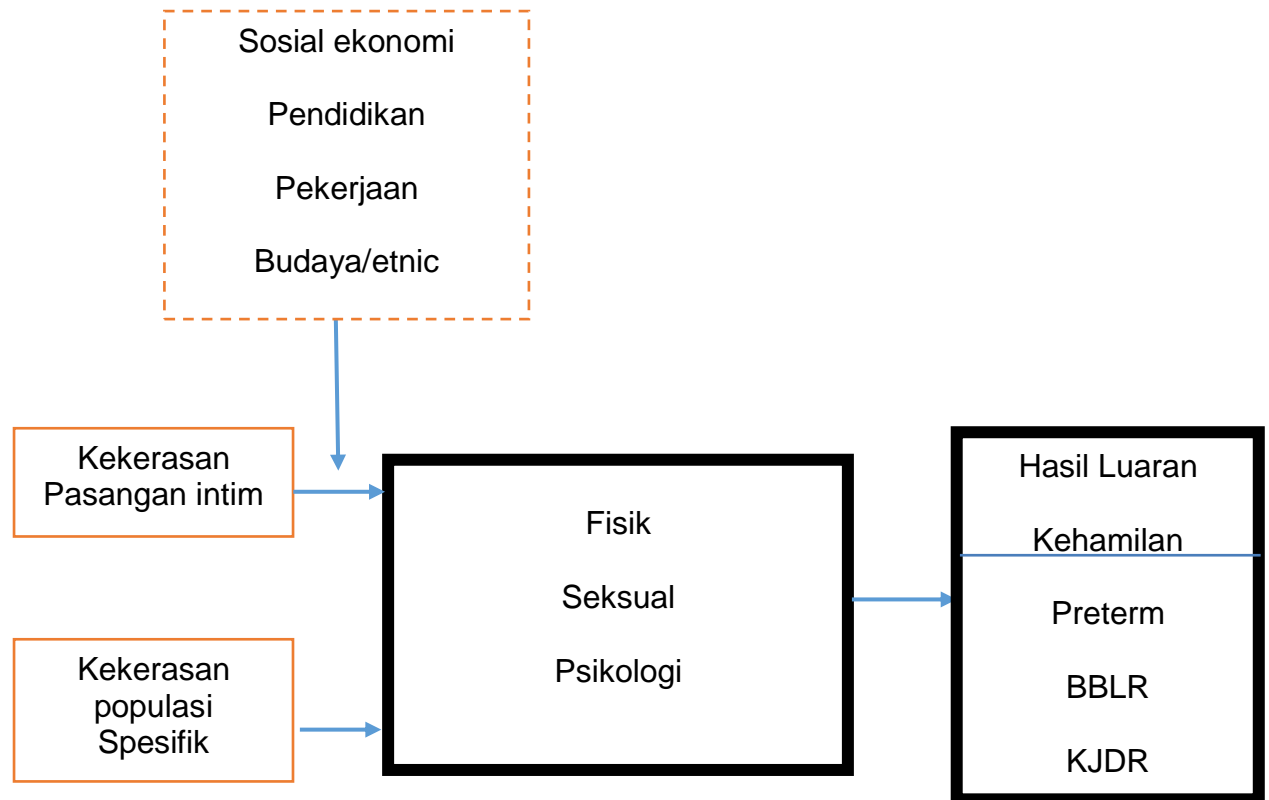 Sosial ekonomi
Pendidikan
Pekerjaan
Budaya/etnic
Kekerasan
Pasangan intim
Kekerasan
populasi
Spesifik
Fisik
Seksual
Psikologi
Hasil Luaran
Kehamilan
Preterm
BBLR
KJDR